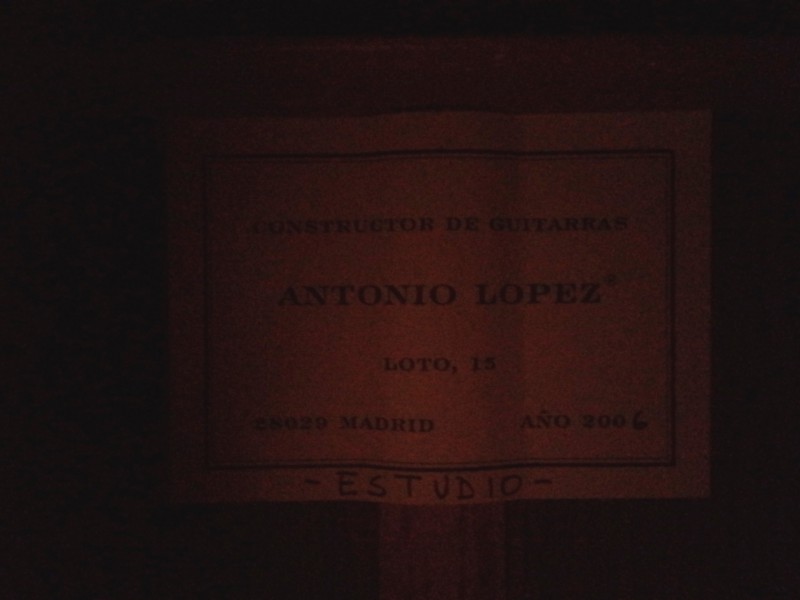 CONSTRUCTOR DE GUITARRAS
ANTONIO LOPEZ
LOTO, 15
28029 MADRID AÑO 2006
- ESTUDIO -